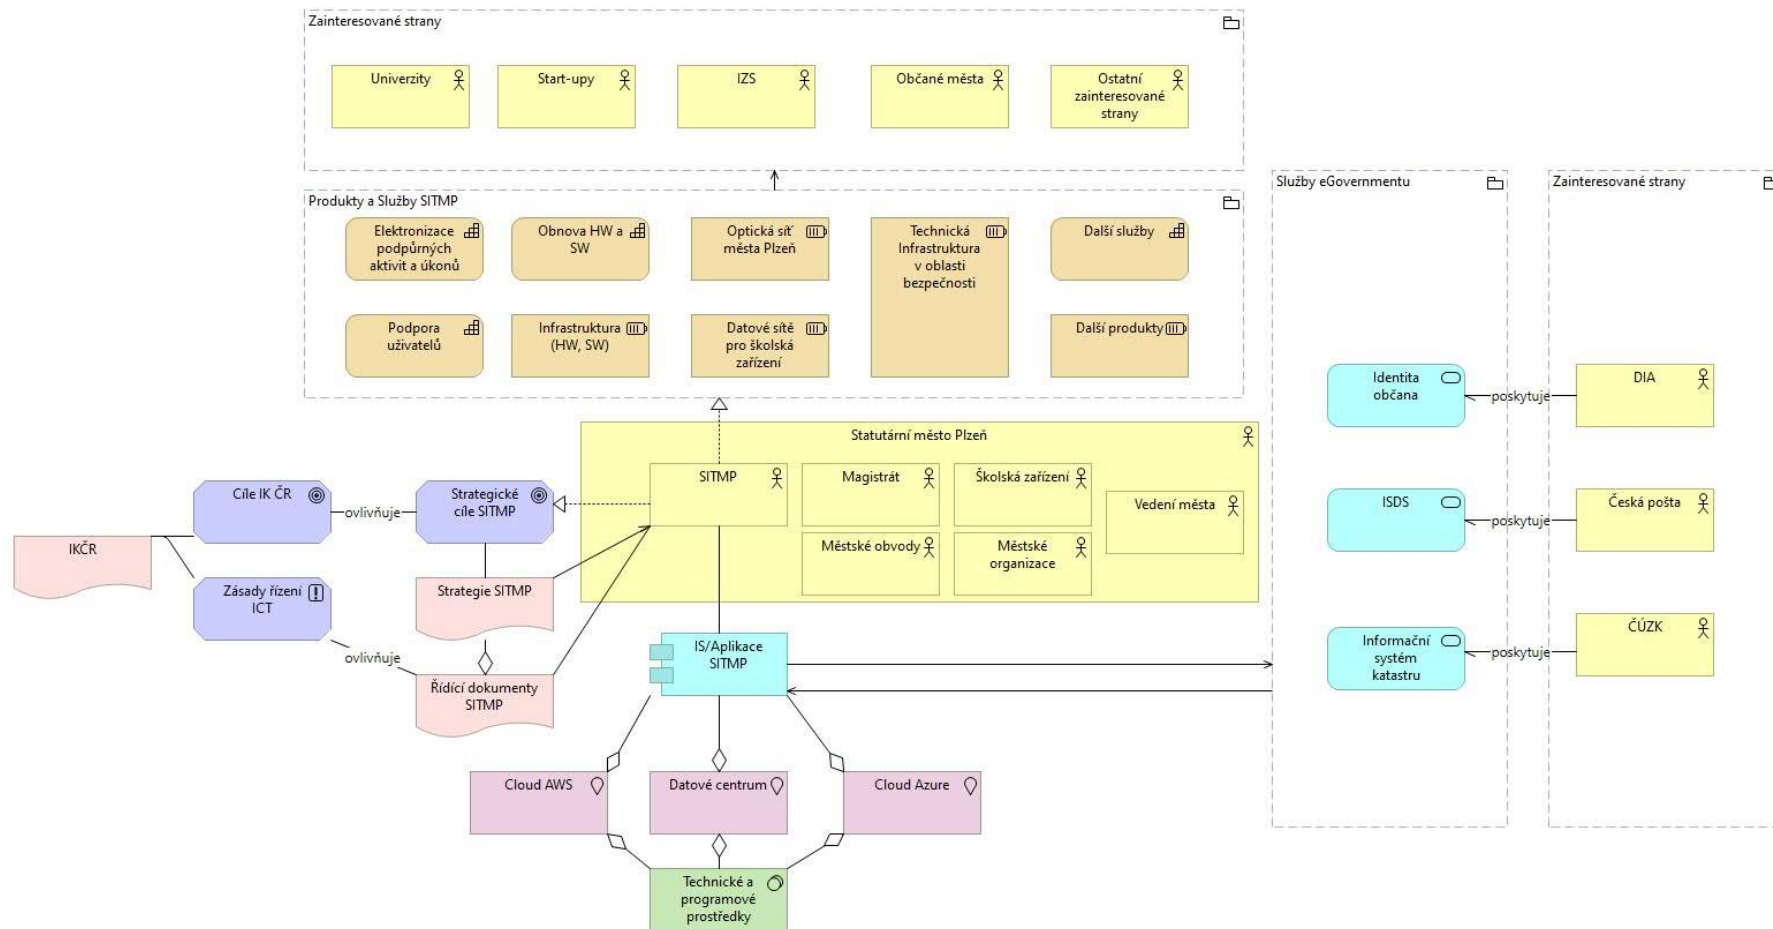 Zainteresované strany
Univerzity
Start-upy
IZS
Občané města
Ostatní
zainteresované
strany
Produkty a Služby SITMP
Elektronizace
podpůrných
aktivit a úkonů
Obnova HW a
SW
Optická síť
města Plzeň
Technická
Infrastruktura
v oblasti
bezpečnosti
Další služby
Podpora
uživatelů
Infrastruktura
(HW, SW)
Datové sítě
pro školská
zařízení
Další produkty
Služby eGovernmentu
Zainteresované strany
Identita
občana
poskytuje
DIA
ISDS
poskytuje
Česká pošta
Informační
systém
katastru
poskytuje
ČÚZK
Statutární město Plzeň
SITMP
Magistrát
Školská zařízení
Vedení města
Městské obvody
Městské
organizace
IKČR
Cíle IK ČR
ovlivňuje
Strategické
cíle SITMP
Zásady řízení
ICT
Strategie SITMP
ovlivňuje
Řídící dokumenty
SITMP
IS/Aplikace
SITMP
Cloud AWS
Datové centrum
Cloud Azure
Technické a
programové
prostředky